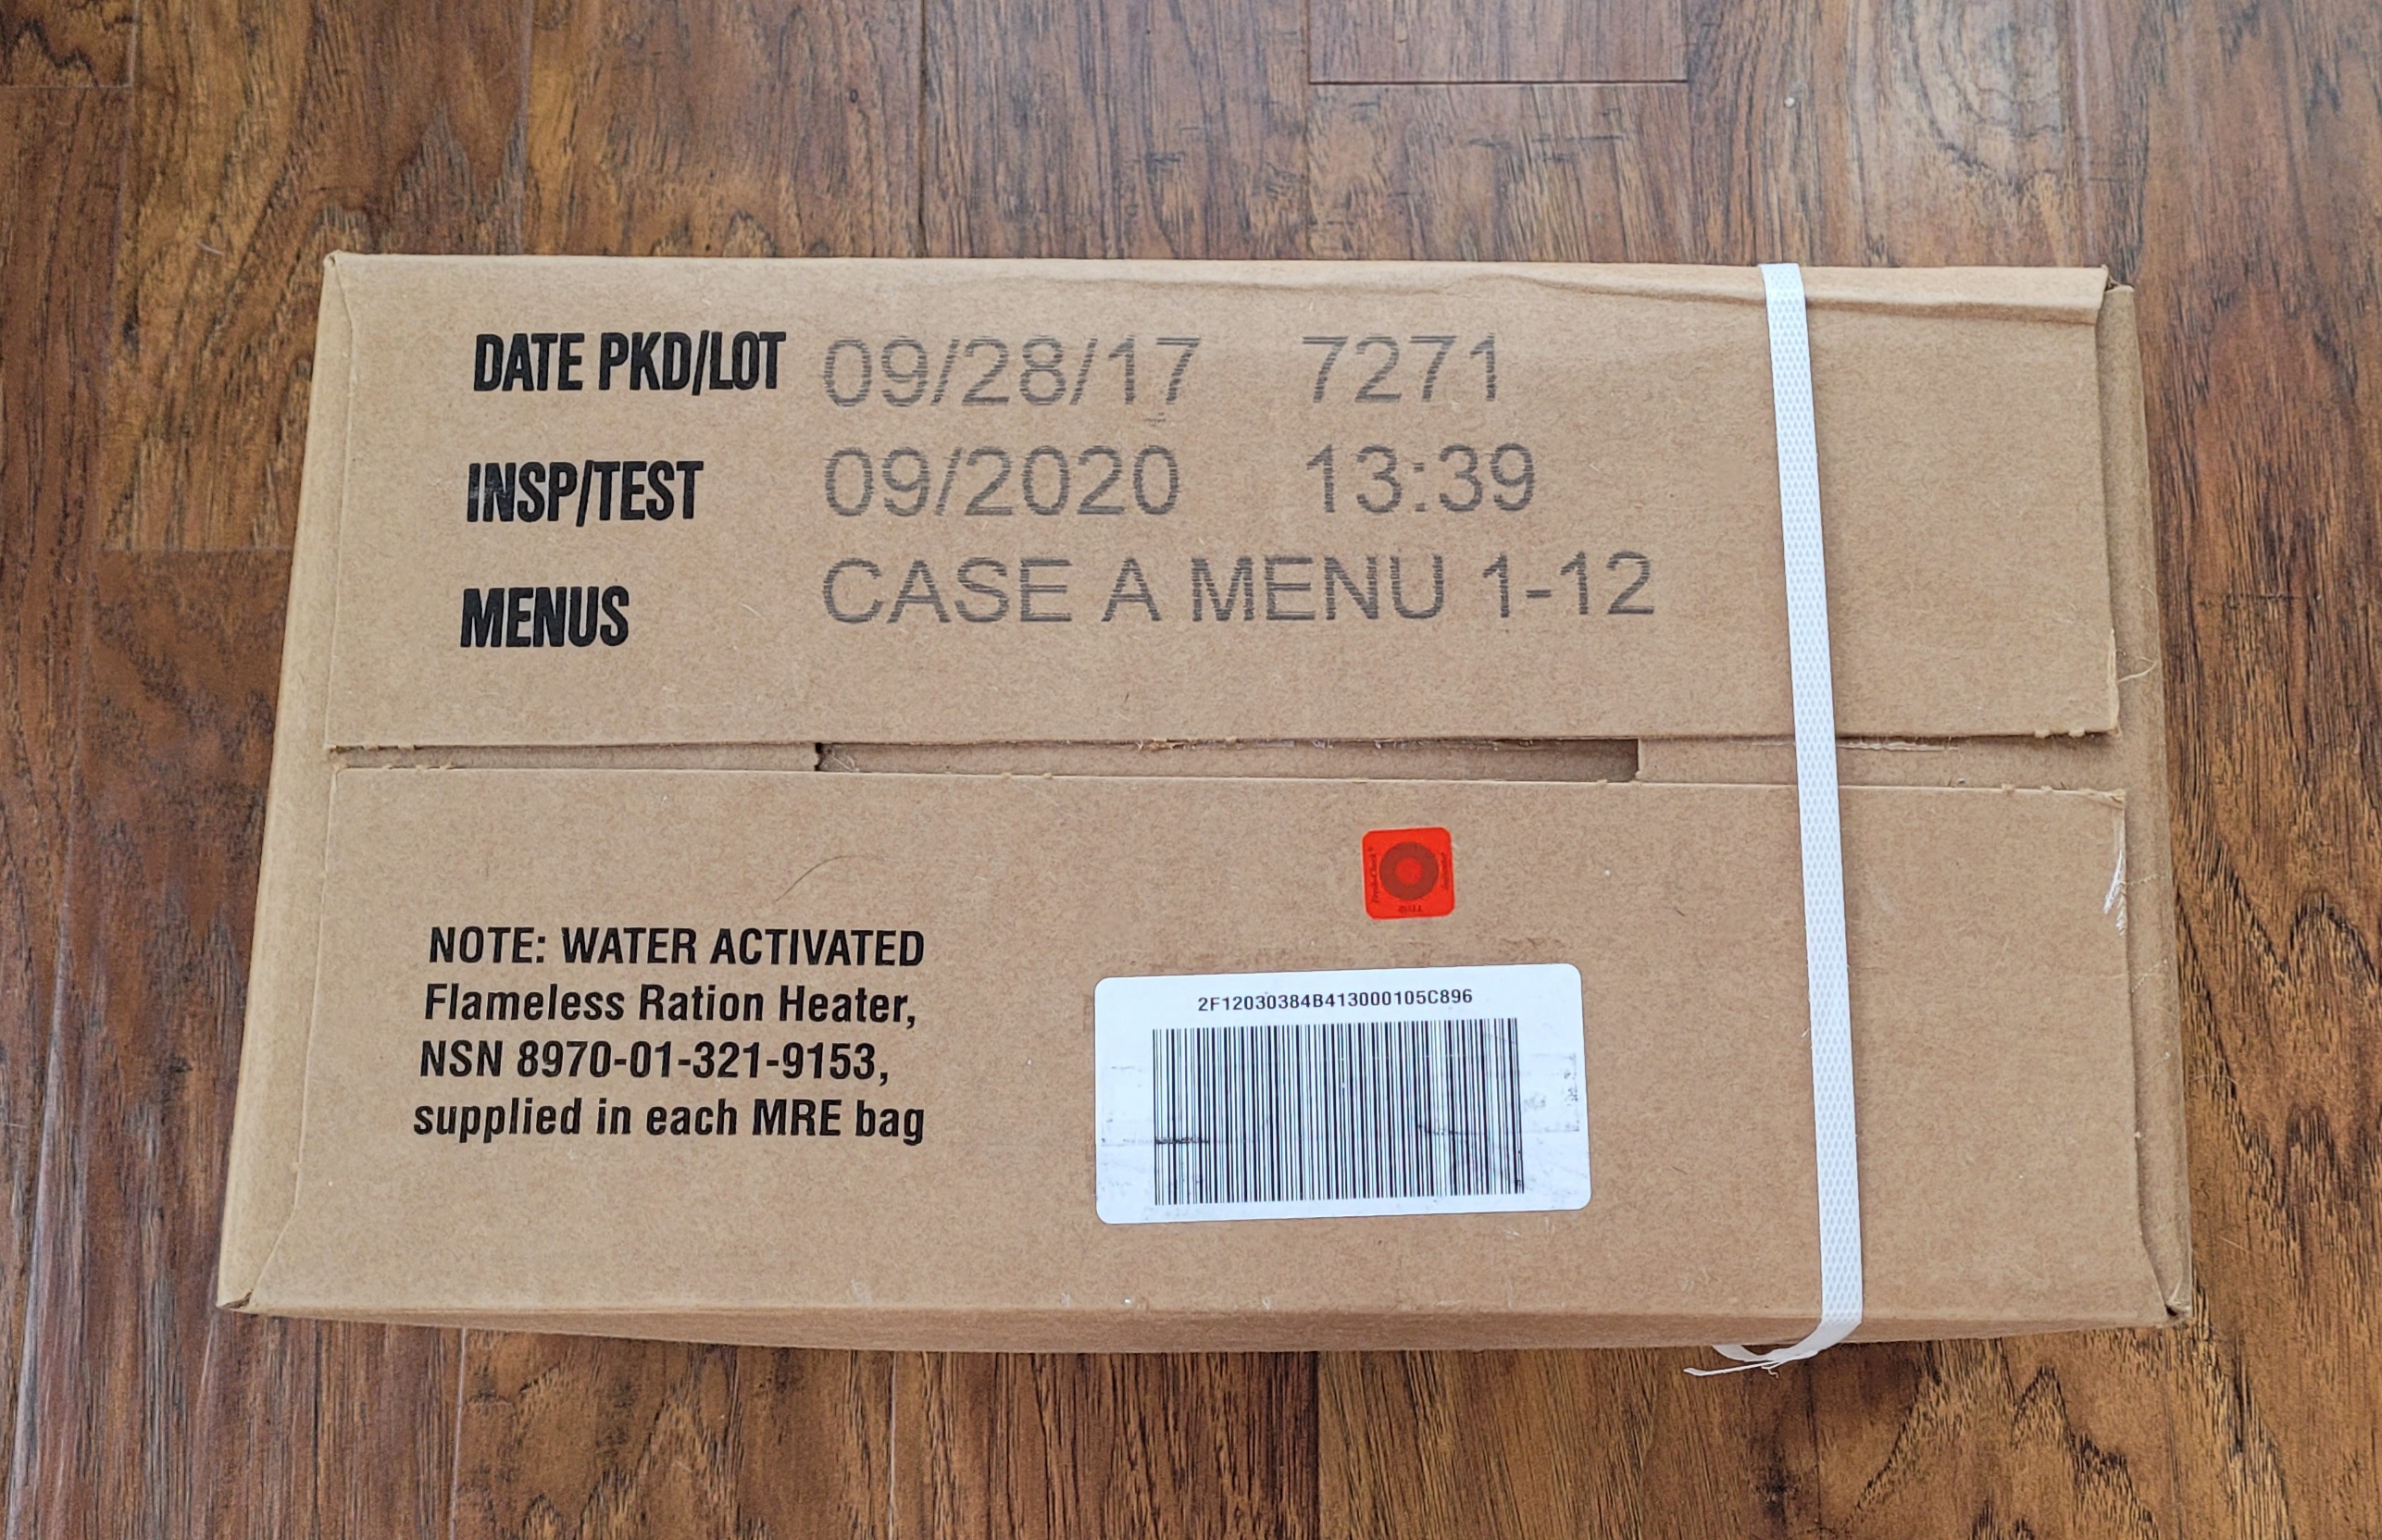 DATE PKD/LOT 09/28/17 7271
INSP/TEST 09/2020 13:39
MENUS CASE A MENU 1-12
NOTE: WATER ACTIVATED
Flameless Ration Heater,
NSN 8970-01-321-9153,
supplied in each MRE bag
2F12030384B413000105C896